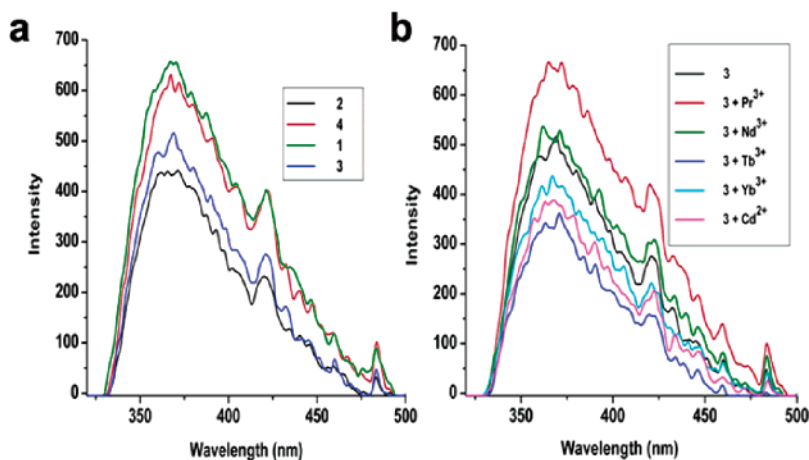 a
700
600
500
400
300
200
100
0
Intensity
350
400
450
500
Wavelength (nm)
2
4
1
3
b
700
600
500
400
300
200
100
0
Intensity
350
400
450
500
Wavelength (nm)
3
3 + Pr³⁺
3 + Nd³⁺
3 + Tb³⁺
3 + Yb³⁺
3 + Cd²⁺